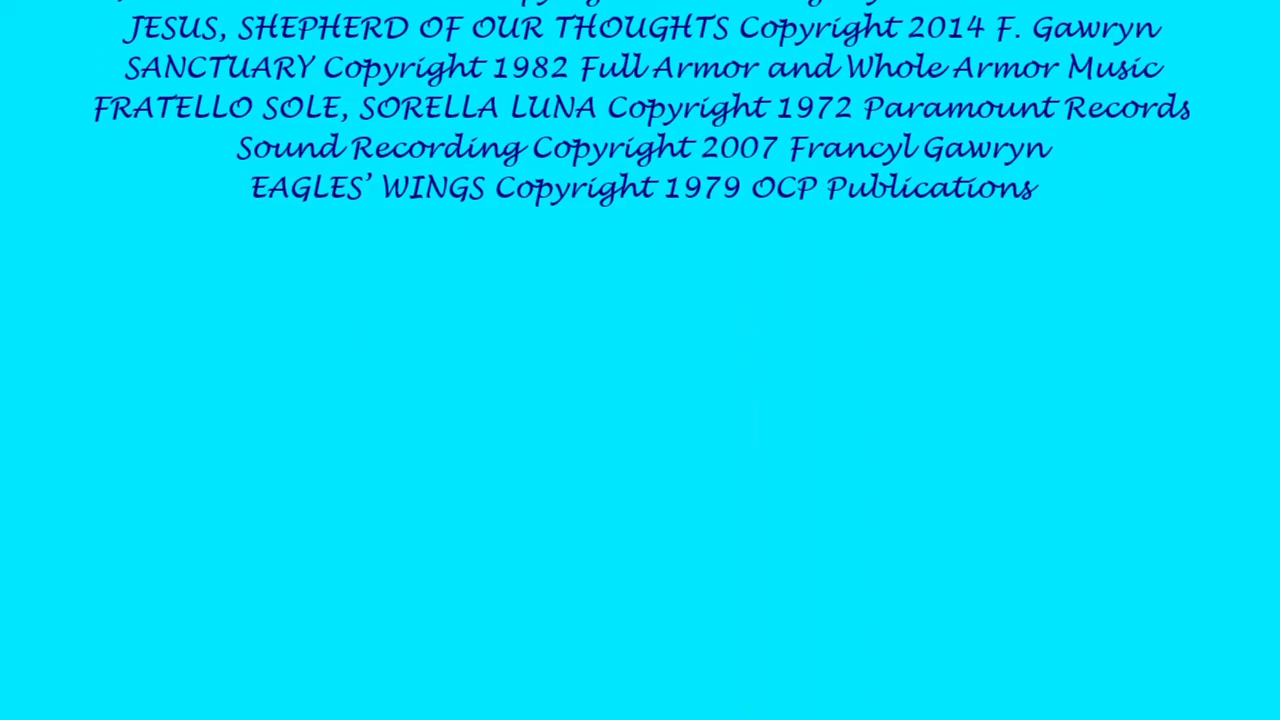 JESUS, SHEPHERD OF OUR THOUGHTS Copyright 2014 F. Gawryn
SANCTUARY Copyright 1982 Full Armor and Whole Armor Music
FRATELLO SOLE, SORELLA LUNA Copyright 1972 Paramount Records
Sound Recording Copyright 2007 Francyl Gawryn
EAGLES’ WINGS Copyright 1979 OCP Publications